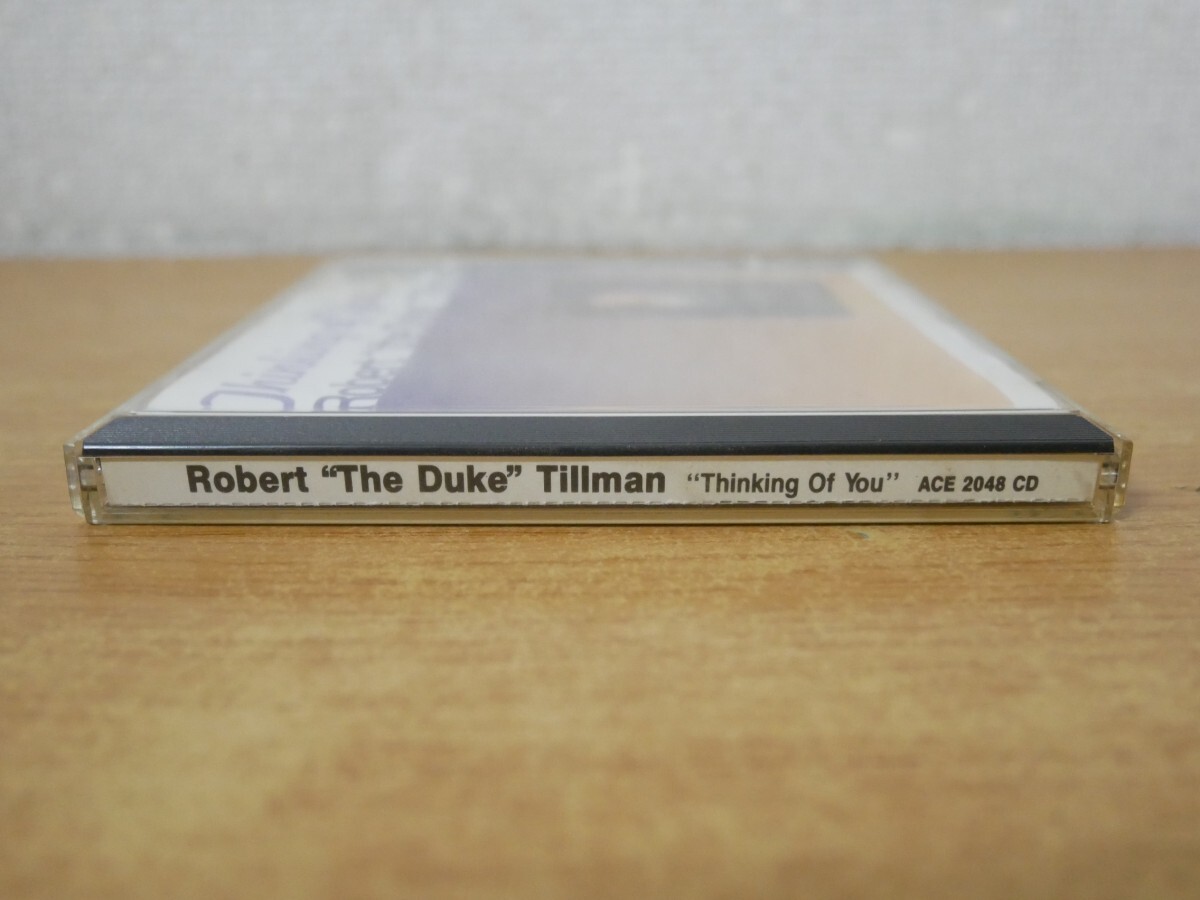 Robert “The Duke” Tillman “Thinking Of You” ACE 2048 CD